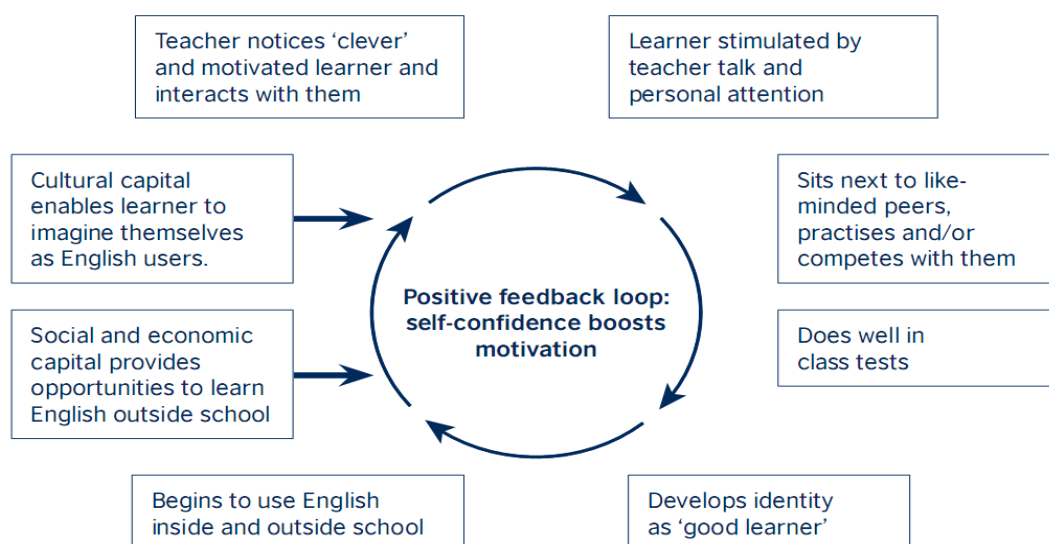 Teacher notices ‘clever’
and motivated learner and
interacts with them
Learner stimulated by
teacher talk and
personal attention
Cultural capital
enables learner to
imagine themselves
as English users.
Sits next to like-
minded peers,
practises and/or
competes with them
Positive feedback loop:
self-confidence boosts
motivation
Social and economic
capital provides
opportunities to learn
English outside school
Does well in
class tests
Begins to use English
inside and outside school
Develops identity
as ‘good learner’